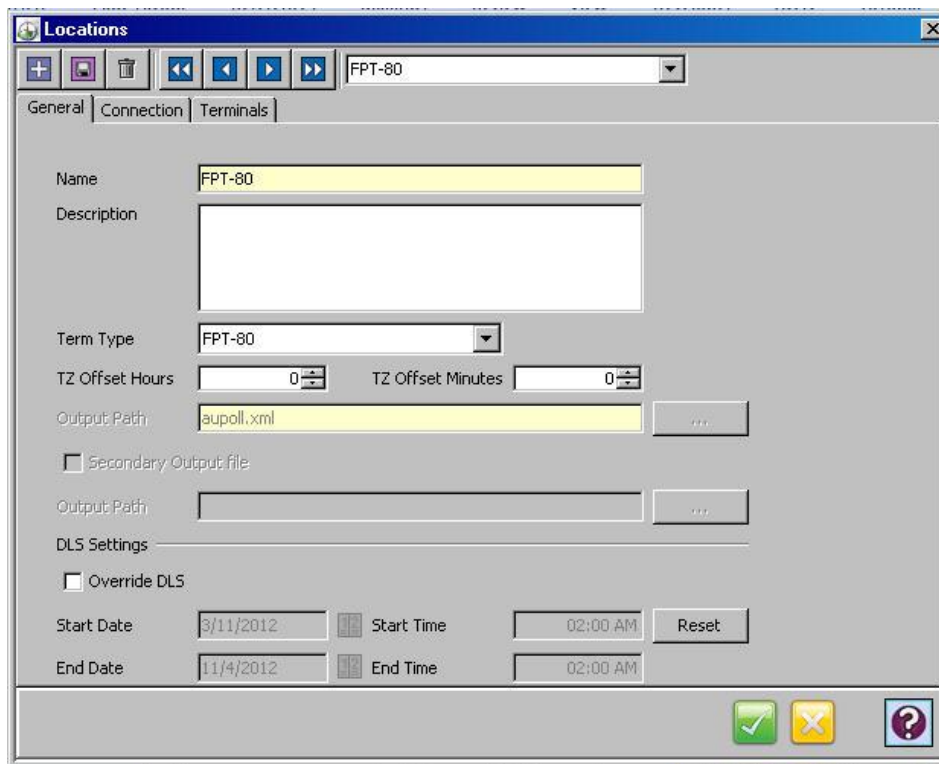 Locations
FPT-80
General Connection Terminals
Name FPT-80
Description
Term Type FPT-80
TZ Offset Hours 0 TZ Offset Minutes 0
Output Path aupoll.xml ...
Secondary Output file
Output Path ...
DLS Settings
Override DLS
Start Date 3/11/2012 12 Start Time 02:00 AM Reset
End Date 11/4/2012 12 End Time 02:00 AM
?